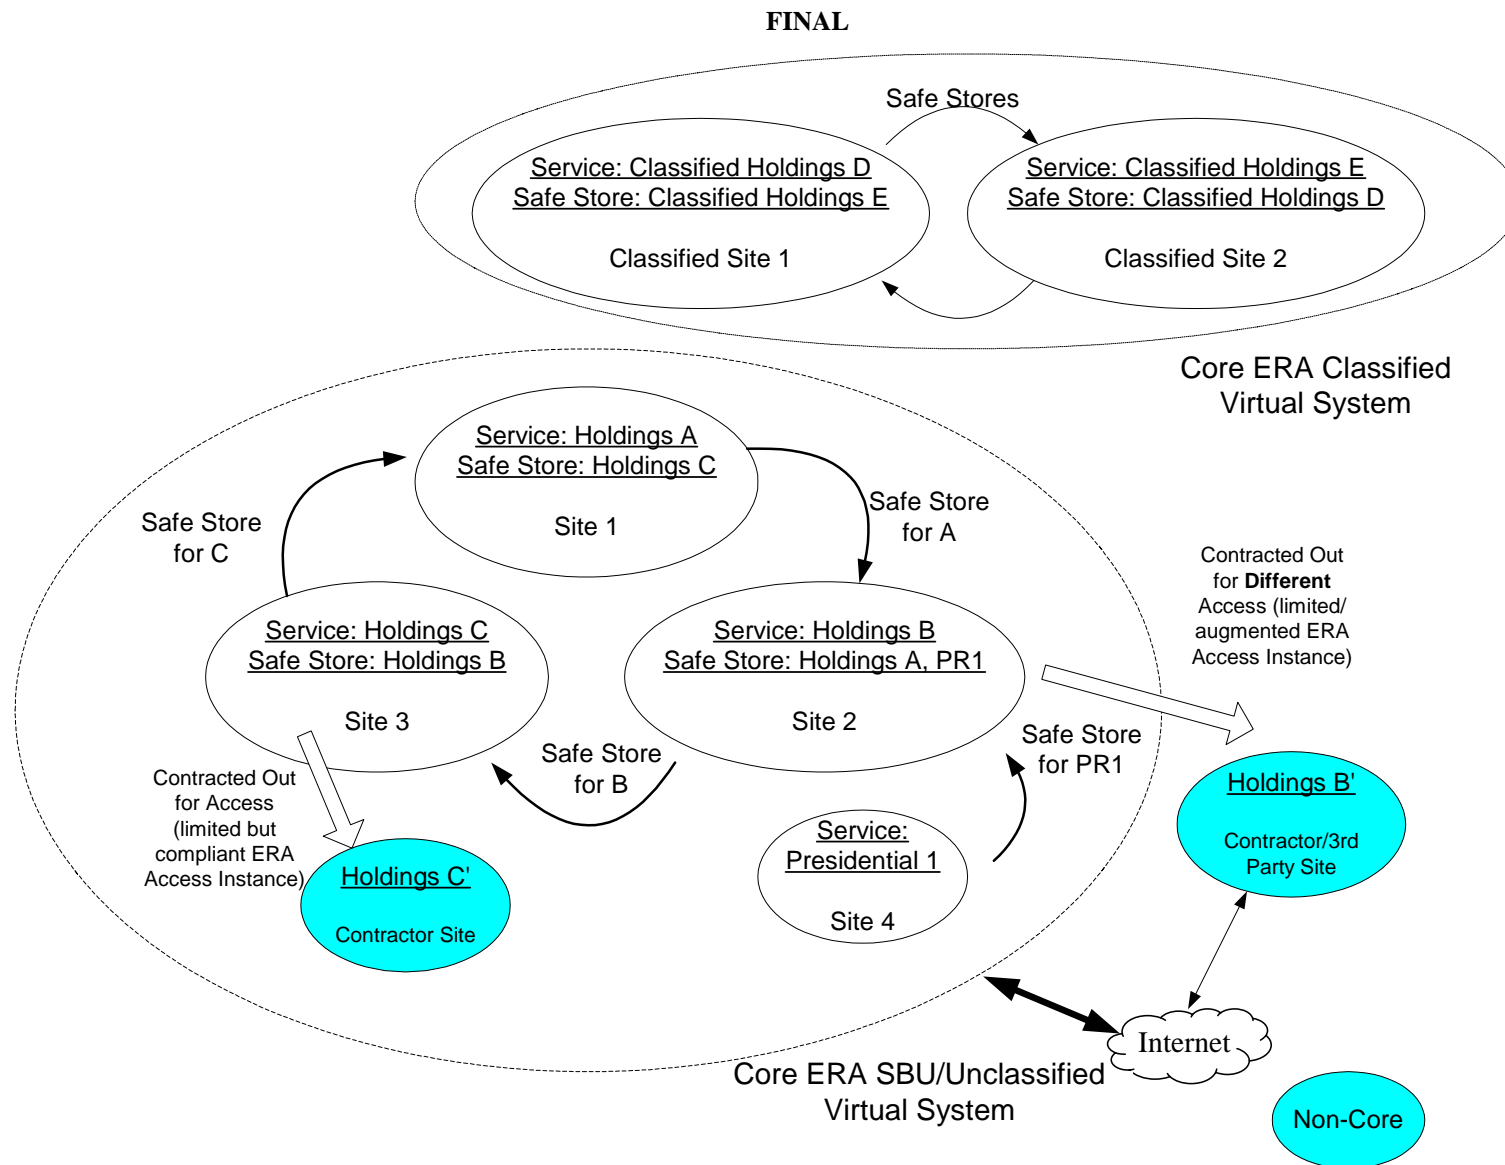 FINAL
Safe Stores
Service: Classified Holdings D
Safe Store: Classified Holdings E
Classified Site 1
Service: Classified Holdings E
Safe Store: Classified Holdings D
Classified Site 2
Core ERA Classified
Virtual System
Service: Holdings A
Safe Store: Holdings C
Site 1
Safe Store
for C
Safe Store
for A
Contracted Out
for Different
Access (limited/
augmented ERA
Access Instance)
Service: Holdings C
Safe Store: Holdings B
Site 3
Service: Holdings B
Safe Store: Holdings A, PR1
Site 2
Safe Store
for B
Safe Store
for PR1
Contracted Out
for Access
(limited but
compliant ERA
Access Instance)
Holdings C'
Contractor Site
Service:
Presidential 1
Site 4
Holdings B'
Contractor/3rd
Party Site
Internet
Core ERA SBU/Unclassified
Virtual System
Non-Core